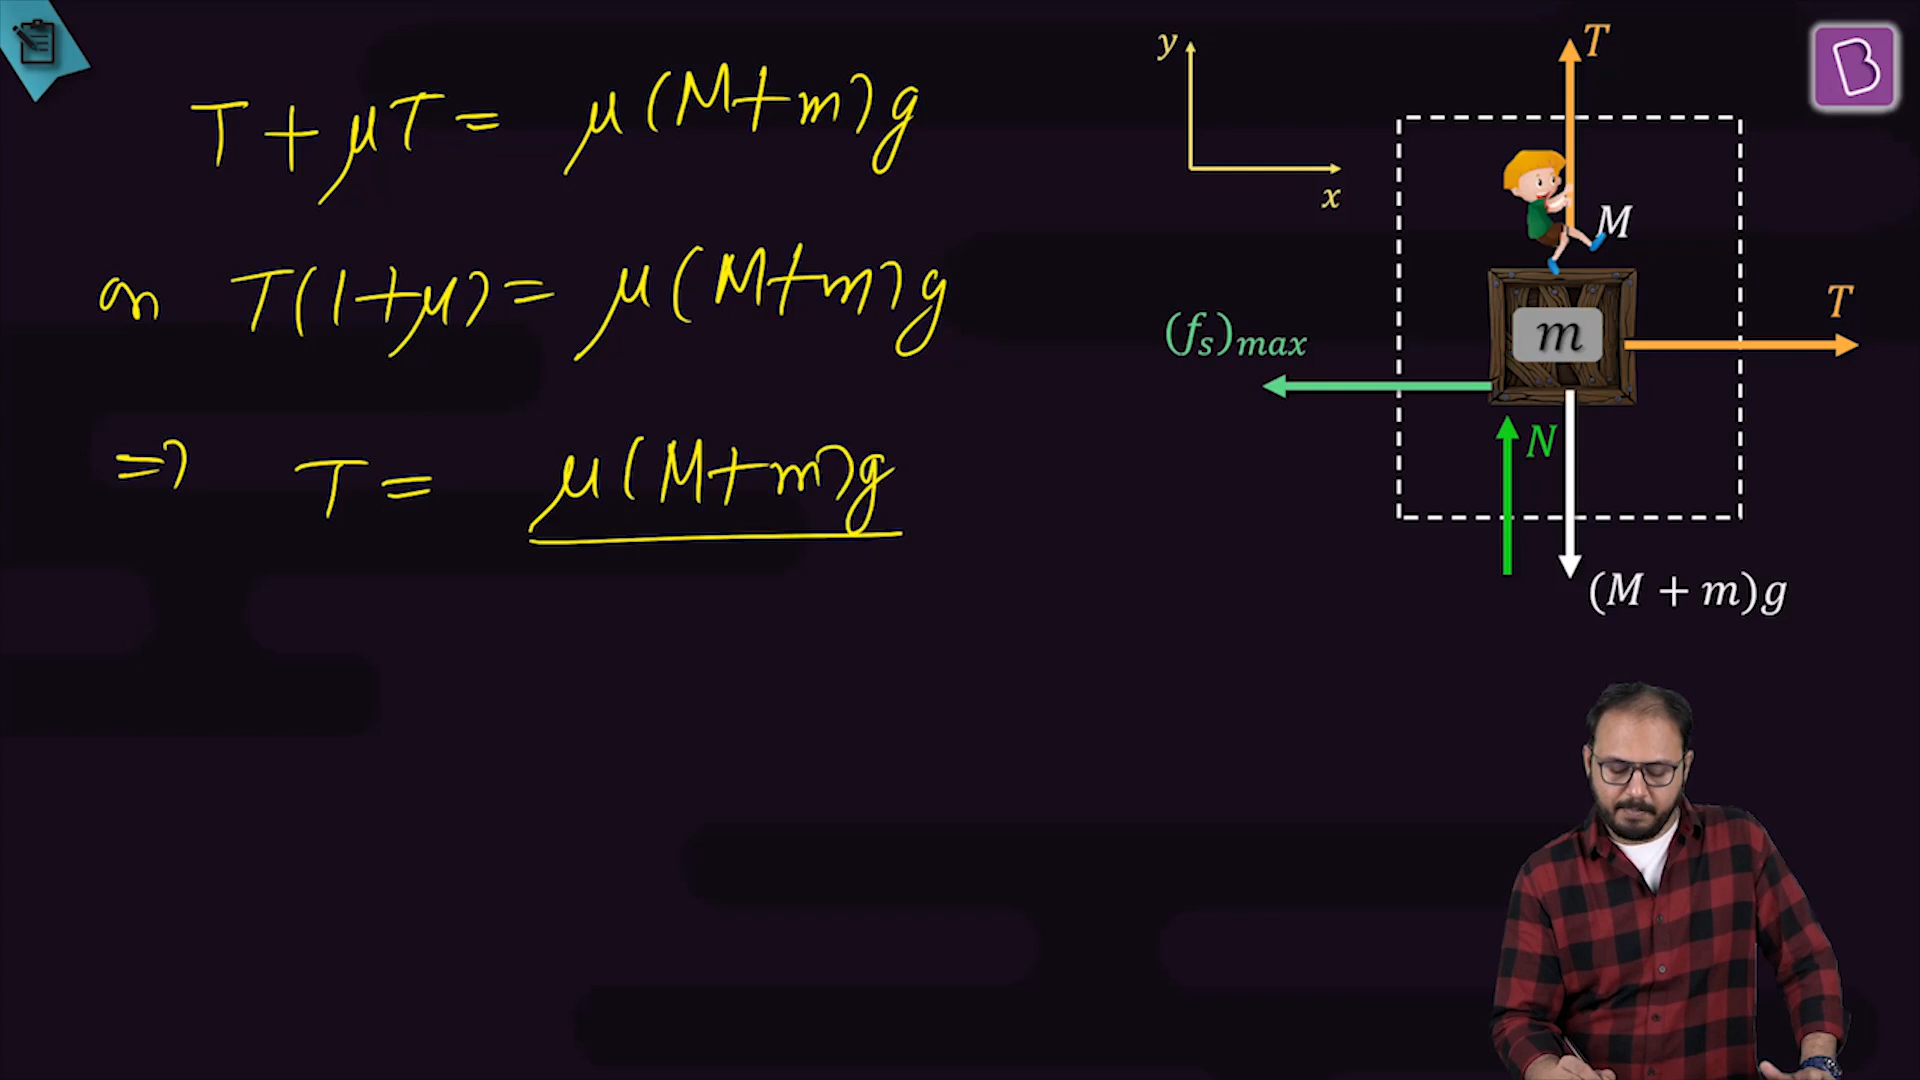 T + μT = μ(M+m)g
or T(1+μ) = μ(M+m)g
⇒ T = μ(M+m)g
y
x
T
M
m
T
(fs)max
N
(M + m)g
B